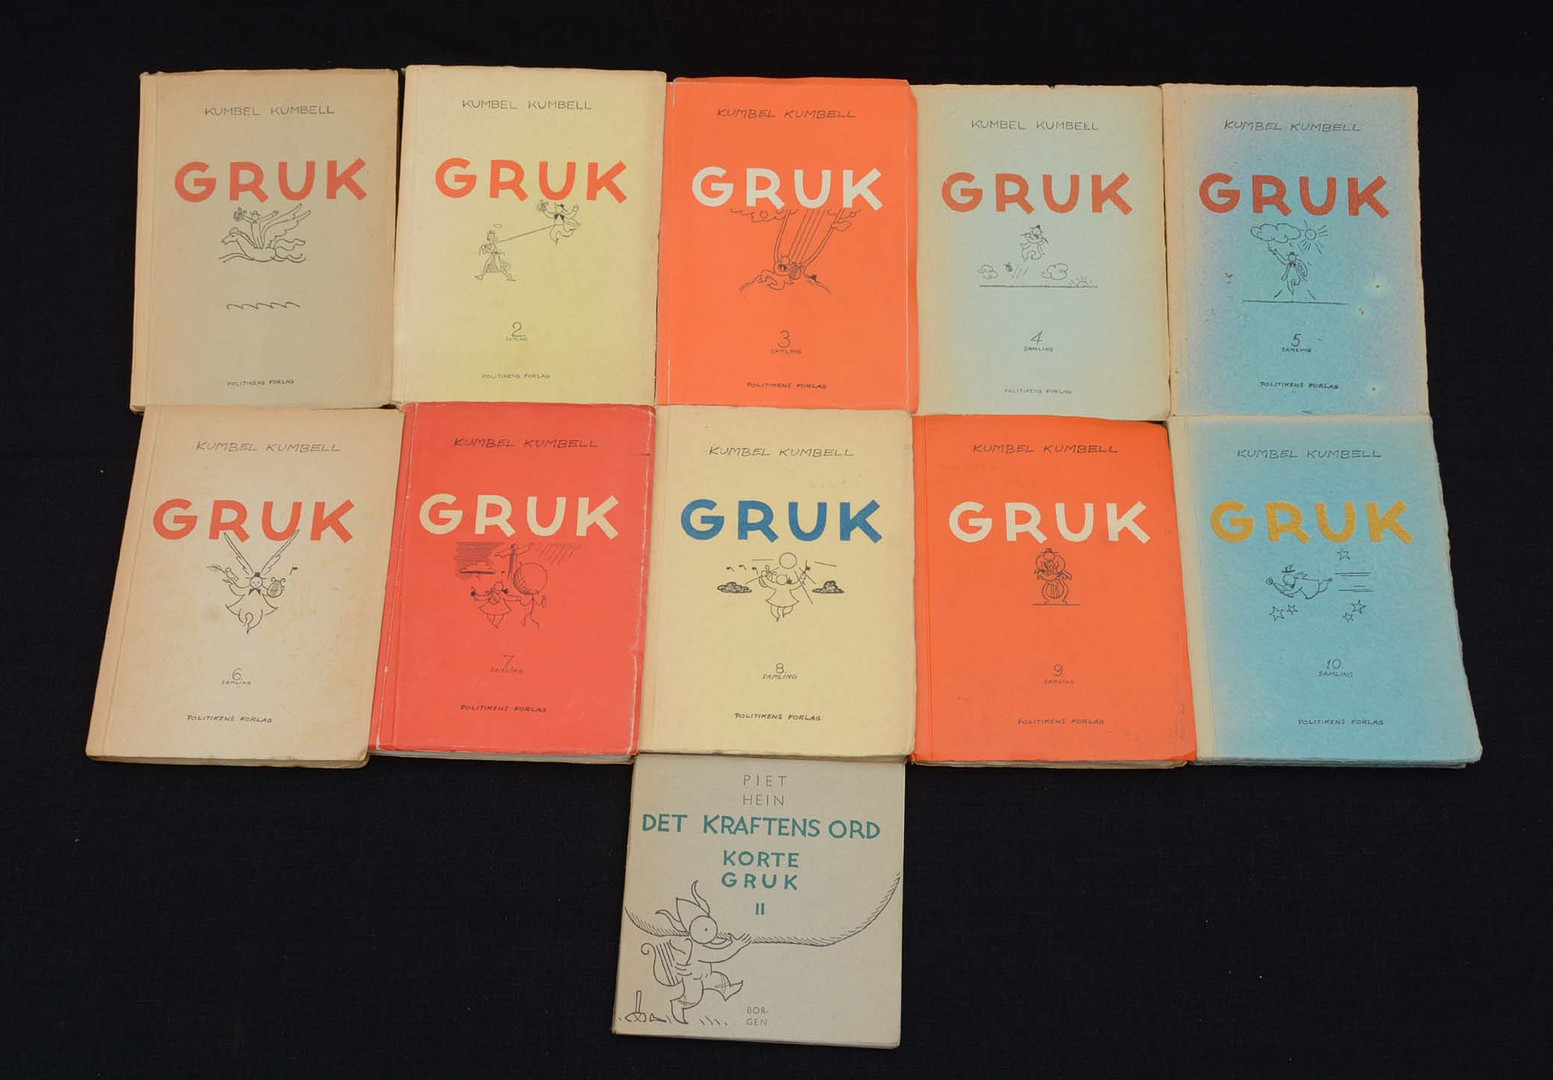 KUMBEL KUMBELL
GRUK
POLITIKENS FORLAG
KUMBEL KUMBELL
GRUK
2.
SAMLING
POLITIKENS FORLAG
KUMBEL KUMBELL
GRUK
3
SAMLING
POLITIKENS FORLAG
KUMBEL KUMBELL
GRUK
4
SAMLING
POLITIKENS FORLAG
KUMBEL KUMBELL
GRUK
5.
SAMLING
POLITIKENS FORLAG
KUMBEL KUMBELL
GRUK
6.
SAMLING
POLITIKENS FORLAG
KUMBEL KUMBELL
GRUK
7.
SAMLING
POLITIKENS FORLAG
KUMBEL KUMBELL
GRUK
8.
SAMLING
POLITIKENS FORLAG
KUMBEL KUMBELL
GRUK
9.
SAMLING
POLITIKENS FORLAG
KUMBEL KUMBELL
GRUK
10.
SAMLING
POLITIKENS FORLAG
PIET
HEIN
DET KRAFTENS ORD
KORTE
GRUK
II
BOR-
GEN